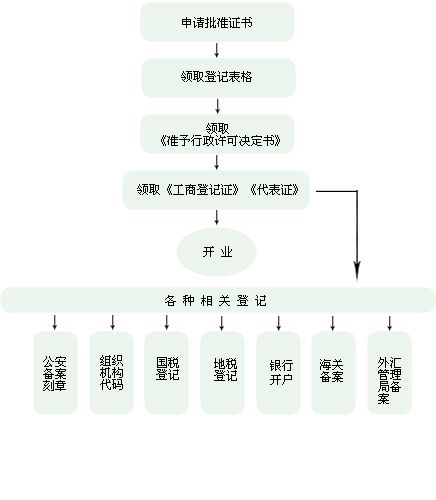 申请批准证书
领取登记表格
领取
《准予行政许可决定书》
领取《工商登记证》《代表证》
开 业
各 种 相 关 登 记
公安
备案
刻章
组织
机构
代码
国税
登记
地税
登记
银行
开户
海关
备案
外汇
管理
局备
案